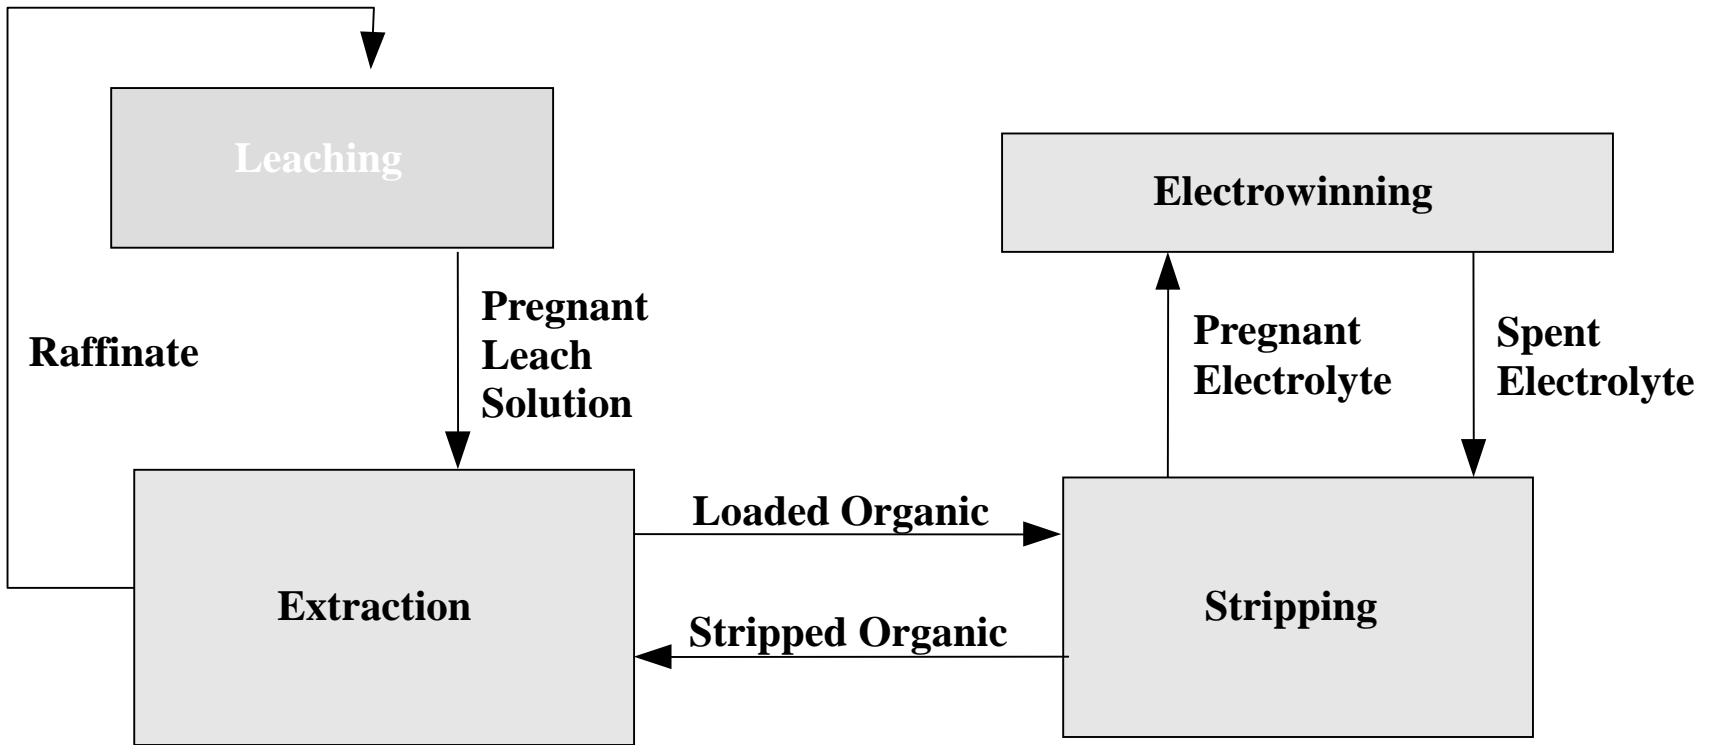 Leaching
Electrowinning
Raffinate
Pregnant
Leach
Solution
Pregnant
Electrolyte
Spent
Electrolyte
Loaded Organic
Extraction
Stripped Organic
Stripping